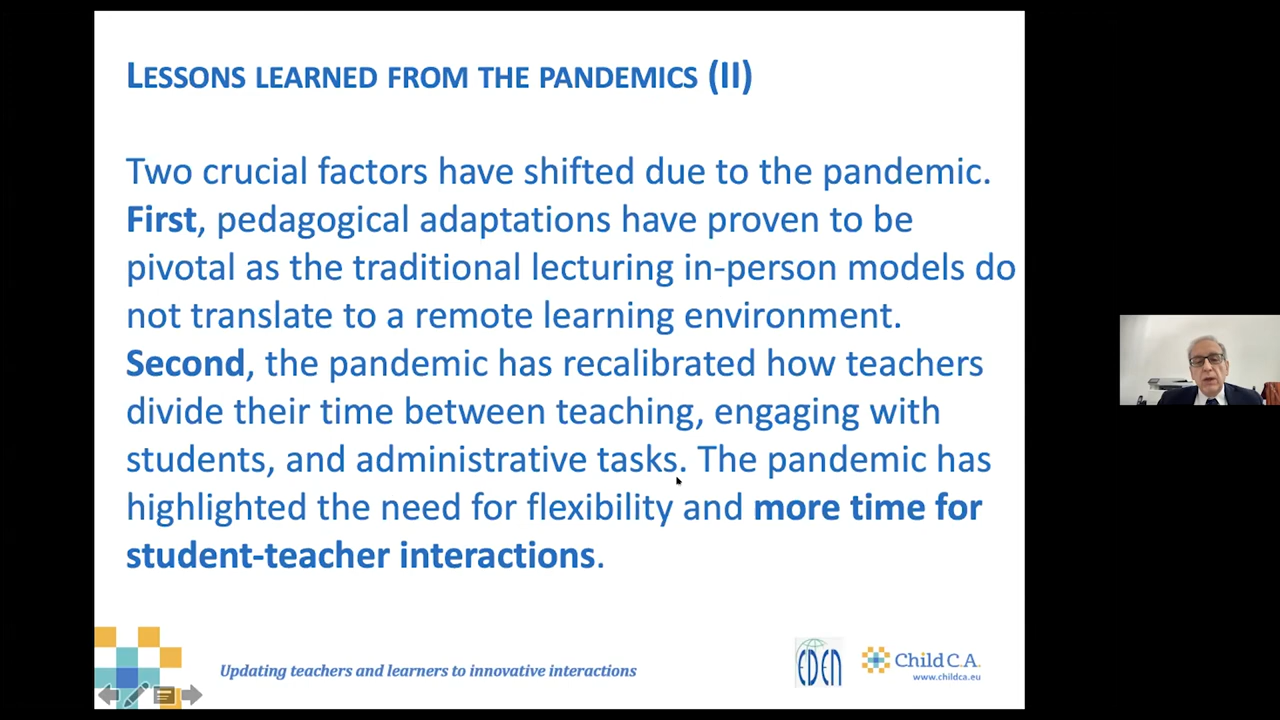 LESSONS LEARNED FROM THE PANDEMICS (II)
Two crucial factors have shifted due to the pandemic.
First, pedagogical adaptations have proven to be
pivotal as the traditional lecturing in-person models do
not translate to a remote learning environment.
Second, the pandemic has recalibrated how teachers
divide their time between teaching, engaging with
students, and administrative tasks. The pandemic has
highlighted the need for flexibility and more time for
student-teacher interactions.
Updating teachers and learners to innovative interactions
EDEN
Child C.A.
www.childca.eu